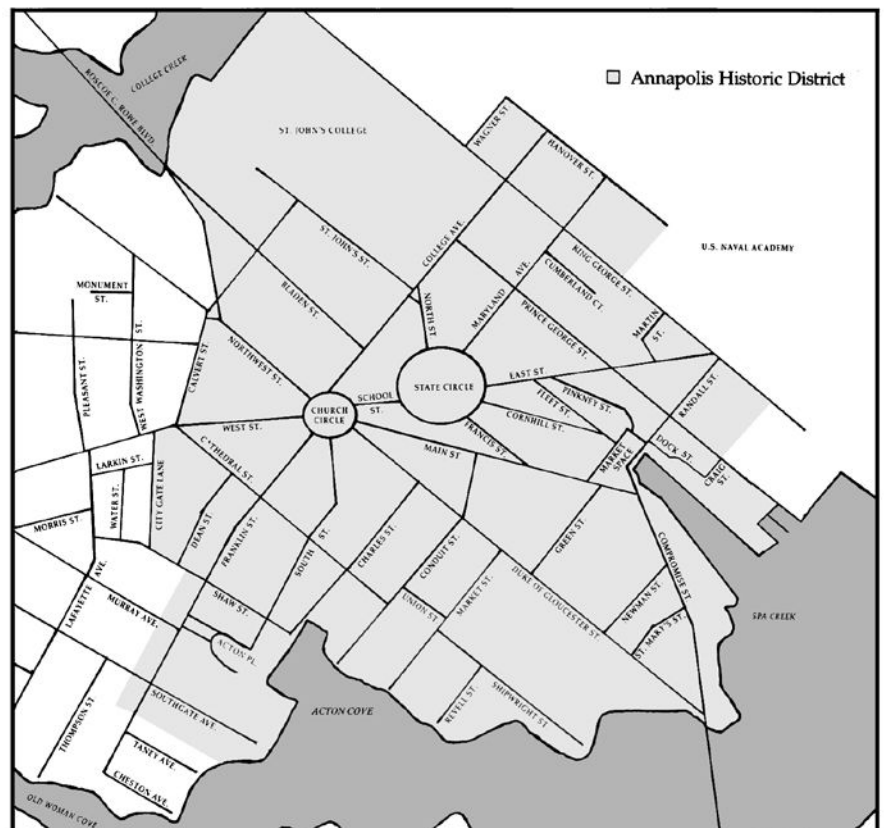 Annapolis Historic District
COLLEGE CREEK
ROSCOE C. ROWE BLVD
ST. JOHN'S COLLEGE
WAGNER ST.
HANOVER ST.
U.S. NAVAL ACADEMY
ST. JOHN'S ST.
COLLEGE AVE.
KING GEORGE ST.
CUMBERLAND CT.
MARYLAND
AVE.
MONUMENT
ST.
BLADEN ST.
NORTH ST
PRINCE GEORGE ST.
MARTIN
ST.
PLEASANT ST.
WEST WASHINGTON ST.
CALVERT ST.
NORTHWEST ST.
STATE CIRCLE
EAST ST.
PINKNEY ST.
FLEET ST.
RANDALL ST.
SCHOOL
ST.
CHURCH
CIRCLE
CORNHILL ST.
FRANCIS ST.
WEST ST.
MAIN ST
MARKET
SPACE
DOCK ST.
CRAIG
ST.
LARKIN ST.
CATHEDRAL ST
WATER ST.
CITY GATE LANE
MORRIS ST.
DEAN ST.
FRANKLIN ST.
SOUTH
ST.
CHARLES ST.
CONDUIT ST.
GREEN ST
COMPROMISE ST.
LAFAYETTE
AVE
MURRAY AVE.
SHAW ST.
UNION ST
MARKET ST.
DUKE OF GLOUCESTER ST.
NEWMAN ST.
ST. MARY'S ST.
SPA CREEK
ACTON PL.
ACTON COVE
SOUTHGATE AVE.
REVELL ST.
SHIPWRIGHT ST.
THOMPSON ST
TANEY AVE.
CHESTON AVE.
OLD WOMAN COVE